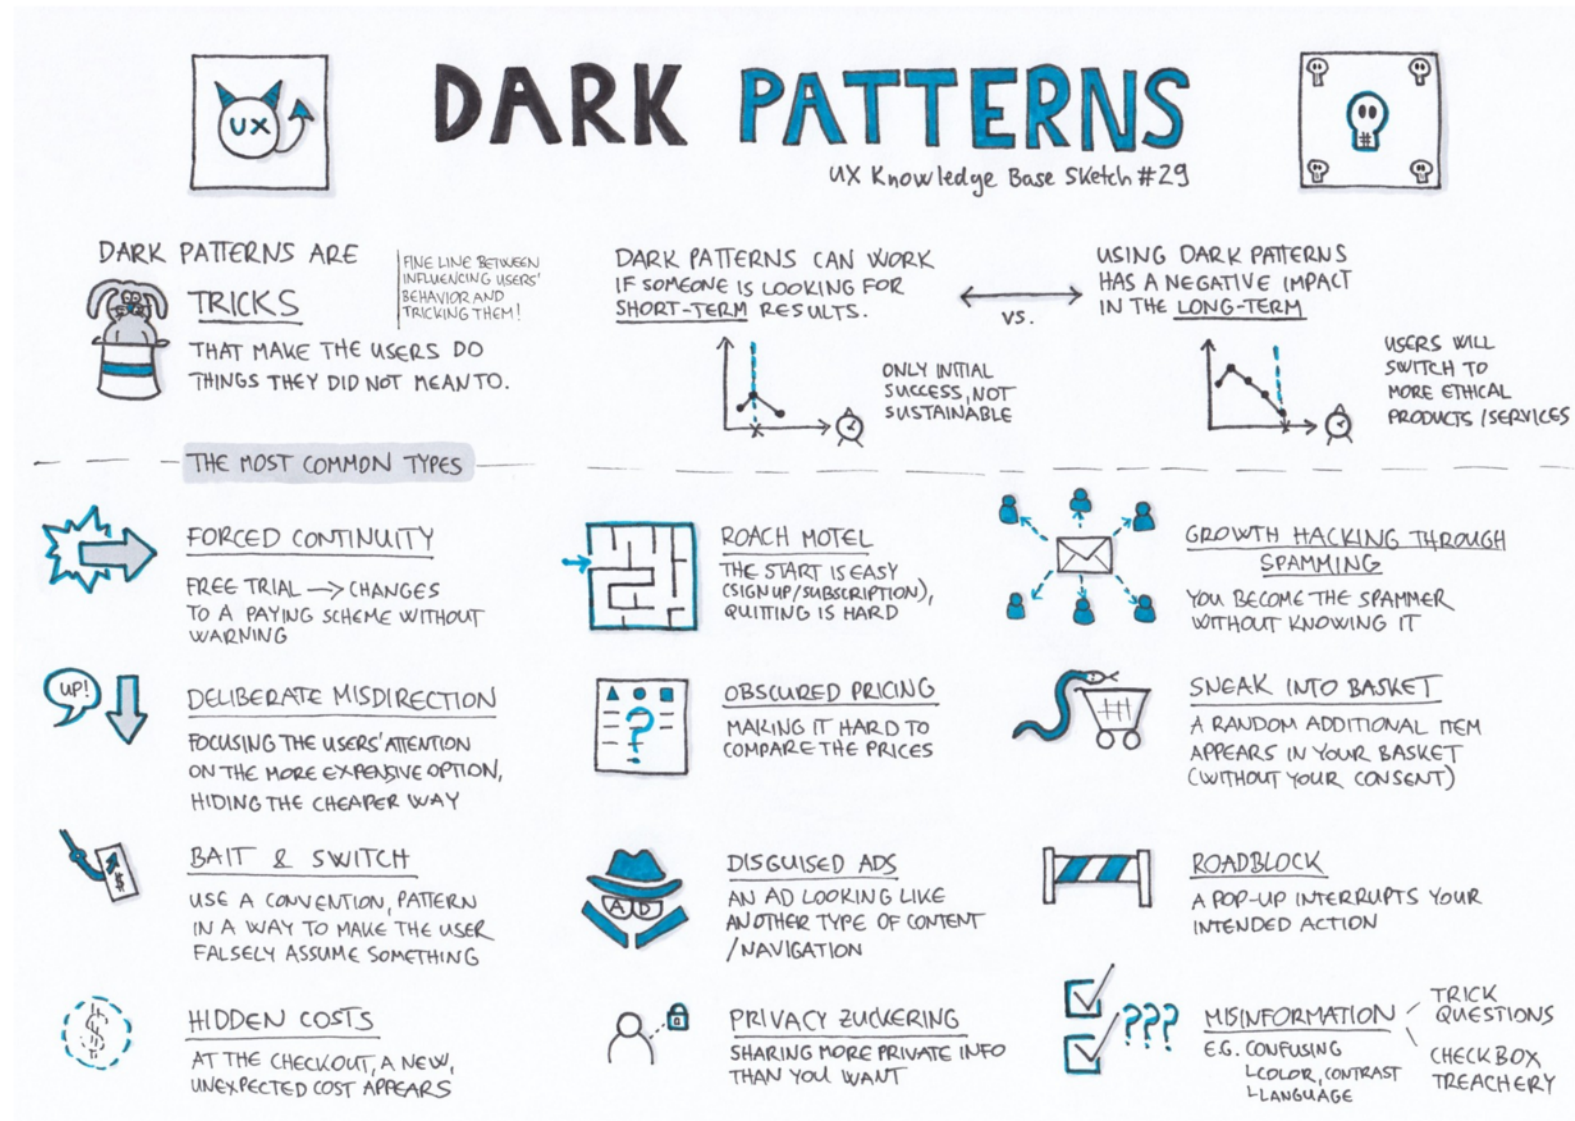 UX
DARK PATTERNS
UX Knowledge Base Sketch #29
DARK PATTERNS ARE
TRICKS
THAT MAKE THE USERS DO
THINGS THEY DID NOT MEAN TO.
FINE LINE BETWEEN
INFLUENCING USERS'
BEHAVIOR AND
TRICKING THEM!
DARK PATTERNS CAN WORK
IF SOMEONE IS LOOKING FOR
SHORT-TERM RESULTS.
ONLY INITIAL
SUCCESS, NOT
SUSTAINABLE
VS.
USING DARK PATTERNS
HAS A NEGATIVE IMPACT
IN THE LONG-TERM
USERS WILL
SWITCH TO
MORE ETHICAL
PRODUCTS/SERVICES
THE MOST COMMON TYPES
FORCED CONTINUITY
FREE TRIAL → CHANGES
TO A PAYING SCHEME WITHOUT
WARNING
ROACH MOTEL
THE START IS EASY
(SIGN UP/SUBSCRIPTION),
QUITTING IS HARD
GROWTH HACKING THROUGH
SPAMMING
YOU BECOME THE SPAMMER
WITHOUT KNOWING IT
UP!
DELIBERATE MISDIRECTION
FOCUSING THE USERS' ATTENTION
ON THE MORE EXPENSIVE OPTION,
HIDING THE CHEAPER WAY
?
OBSCURED PRICING
MAKING IT HARD TO
COMPARE THE PRICES
SNEAK INTO BASKET
A RANDOM ADDITIONAL ITEM
APPEARS IN YOUR BASKET
(WITHOUT YOUR CONSENT)
BAIT & SWITCH
USE A CONVENTION, PATTERN
IN A WAY TO MAKE THE USER
FALSELY ASSUME SOMETHING
AD
DISGUISED ADS
AN AD LOOKING LIKE
ANOTHER TYPE OF CONTENT
/NAVIGATION
ROADBLOCK
A POP-UP INTERRUPTS YOUR
INTENDED ACTION
$
HIDDEN COSTS
AT THE CHECKOUT, A NEW,
UNEXPECTED COST APPEARS
PRIVACY ZUCKERING
SHARING MORE PRIVATE INFO
THAN YOU WANT
???
MISINFORMATION
E.G. CONFUSING
COLOR, CONTRAST
LANGUAGE
TRICK
QUESTIONS
CHECKBOX
TREACHERY